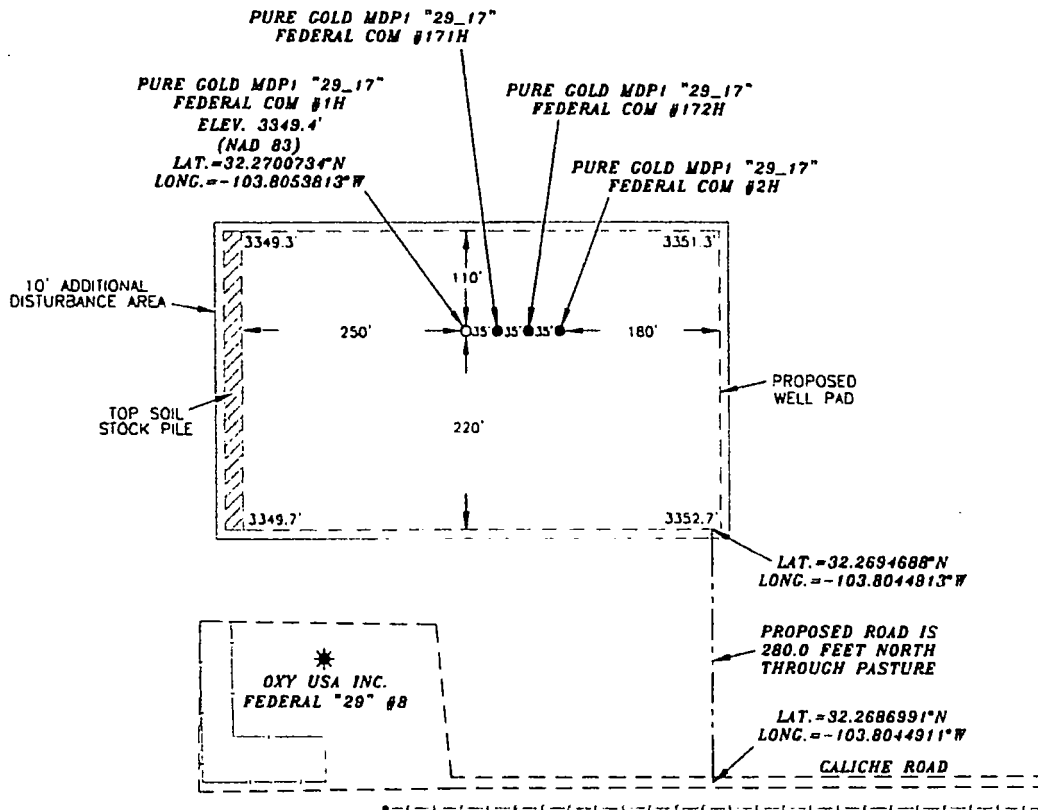 PURE GOLD MDP1 "29_17"
FEDERAL COM #171H
PURE GOLD MDP1 "29_17"
FEDERAL COM #1H
ELEV. 3349.4'
(NAD 83)
LAT.=32.2700734°N
LONG.=-103.8053813°W
PURE GOLD MDP1 "29_17"
FEDERAL COM #172H
PURE GOLD MDP1 "29_17"
FEDERAL COM #2H
3349.3'
3351.3'
110'
10' ADDITIONAL
DISTURBANCE AREA
250'
35'
35'
35'
180'
PROPOSED
WELL PAD
TOP SOIL
STOCK PILE
220'
3349.7'
3352.7'
LAT.=32.2694688°N
LONG.=-103.8044913°W
PROPOSED ROAD IS
280.0 FEET NORTH
THROUGH PASTURE
OXY USA INC.
FEDERAL "29" #8
LAT.=32.2686991°N
LONG.=-103.8044911°W
CALICHE ROAD